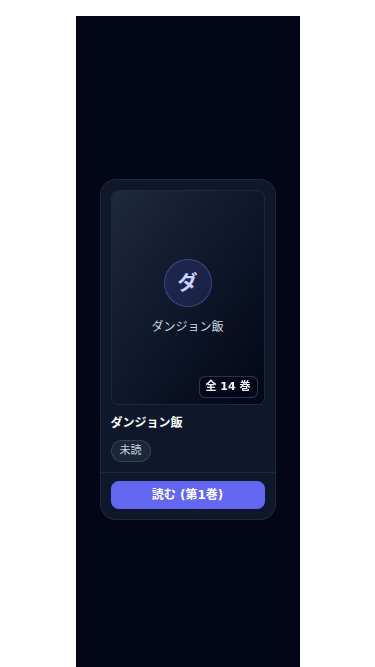 ダ
ダンジョン飯
全 14 巻
ダンジョン飯
未読
読む (第1巻)